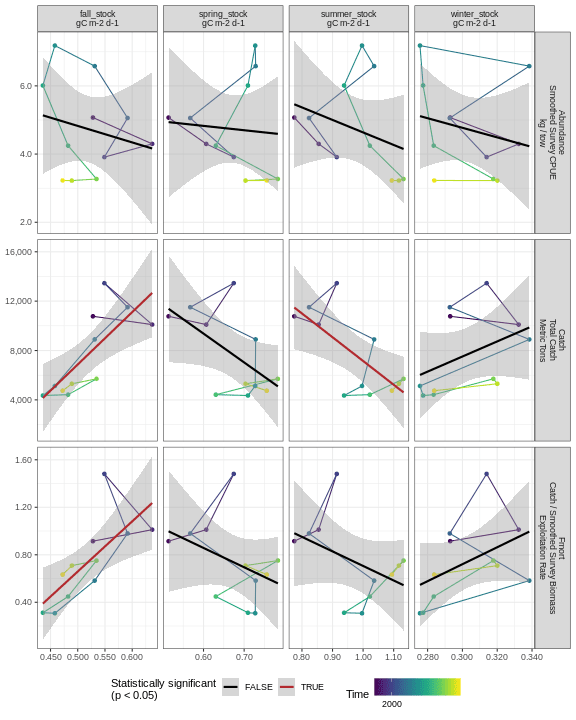 fall_stock
gC m-2 d-1
spring_stock
gC m-2 d-1
summer_stock
gC m-2 d-1
winter_stock
gC m-2 d-1
6.0
4.0
2.0
Abundance
Smoothed Survey CPUE
kg / tow
16,000
12,000
8,000
4,000
Catch
Total Catch
Metric Tons
1.60
1.20
0.80
0.40
Fmort
Catch / Smoothed Survey Biomass
Exploitation Rate
0.450 0.500 0.550 0.600
0.60 0.70
0.80 0.90 1.00 1.10
0.280 0.300 0.320 0.340
Statistically significant
(p < 0.05)
FALSE
TRUE
Time
2000